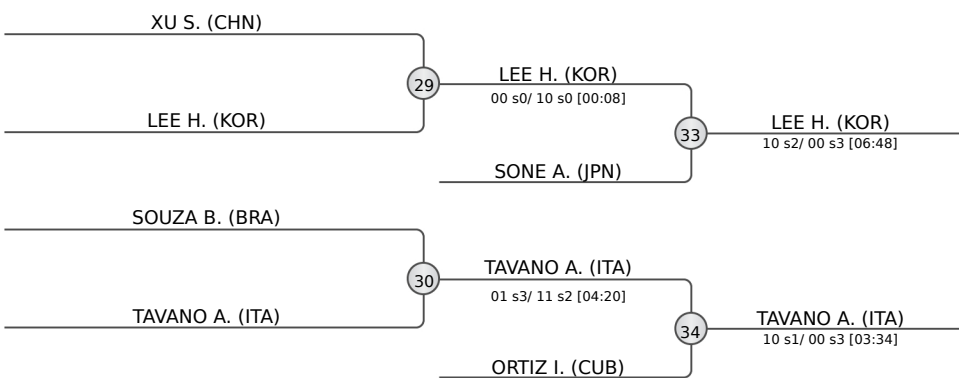 XU S. (CHN)
29
LEE H. (KOR)
00 s0/ 10 s0 [00:08]
LEE H. (KOR)
33
LEE H. (KOR)
10 s2/ 00 s3 [06:48]
SONE A. (JPN)
SOUZA B. (BRA)
30
TAVANO A. (ITA)
01 s3/ 11 s2 [04:20]
TAVANO A. (ITA)
34
TAVANO A. (ITA)
10 s1/ 00 s3 [03:34]
ORTIZ I. (CUB)